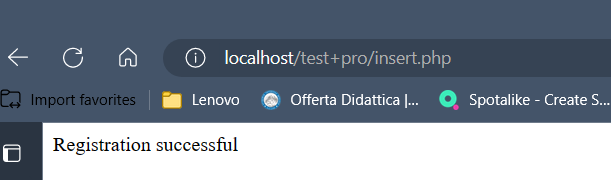 localhost/test+pro/insert.php
Import favorites Lenovo Offerta Didattica |... Spotalike - Create S...
Registration successful